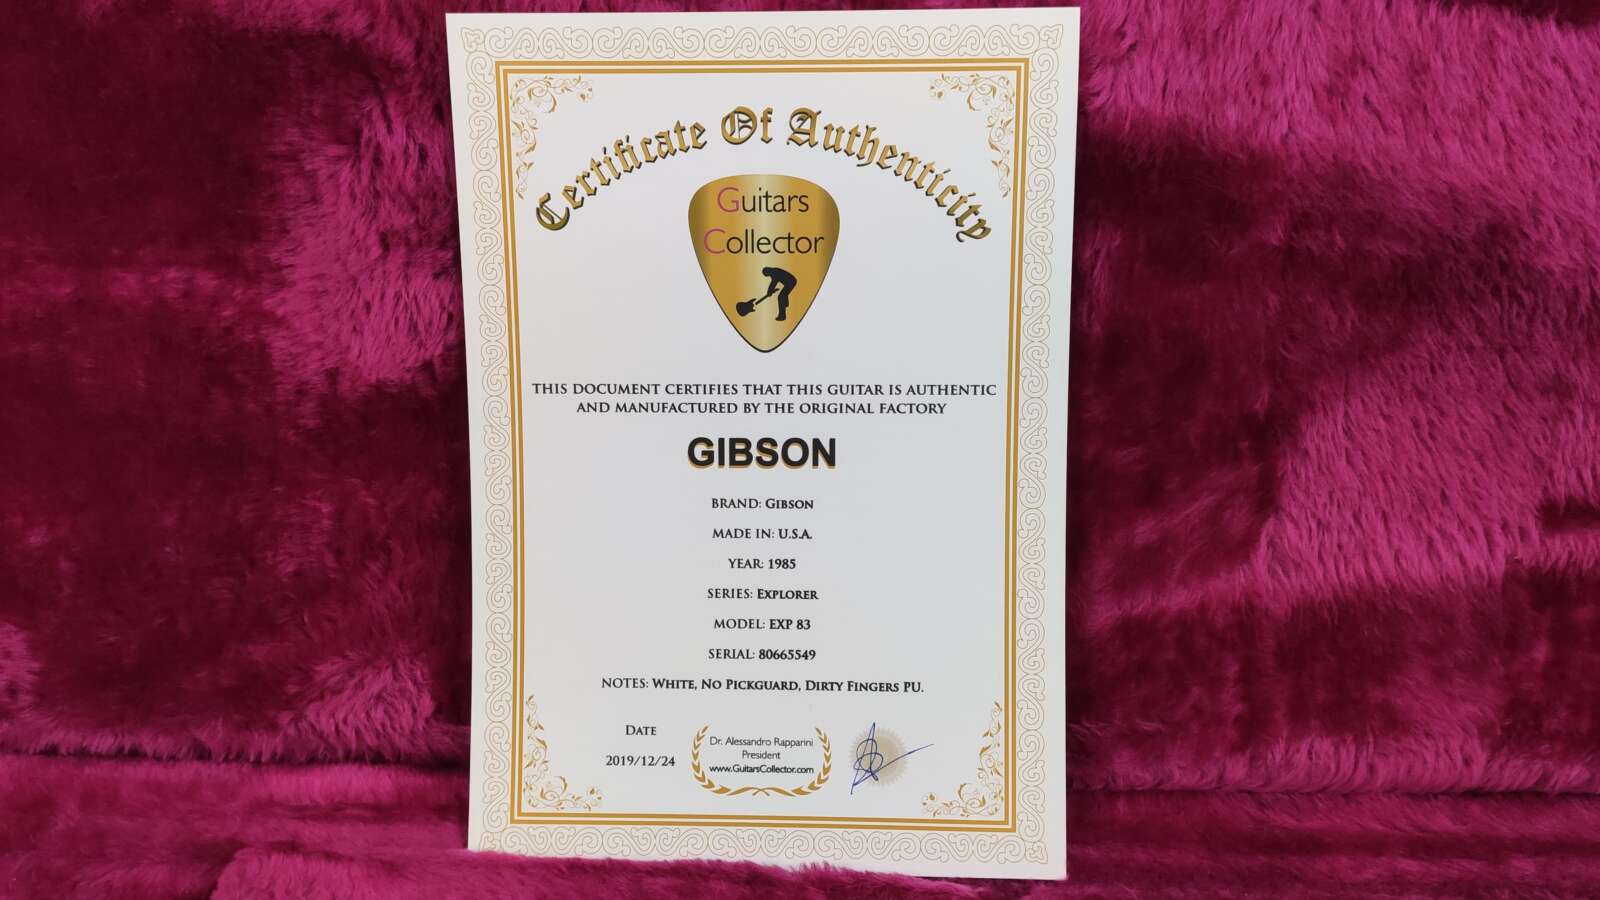 Certificate Of Authenticity
Guitars
Collector
THIS DOCUMENT CERTIFIES THAT THIS GUITAR IS AUTHENTIC
AND MANUFACTURED BY THE ORIGINAL FACTORY
GIBSON
BRAND: GIBSON
MADE IN: U.S.A.
YEAR: 1985
SERIES: EXPLORER
MODEL: EXP 83
SERIAL: 80665549
NOTES: WHITE, NO PICKGUARD, DIRTY FINGERS PU.
DATE
2019/12/24
Dr. Alessandro Rapparini
President
www.GuitarsCollector.com